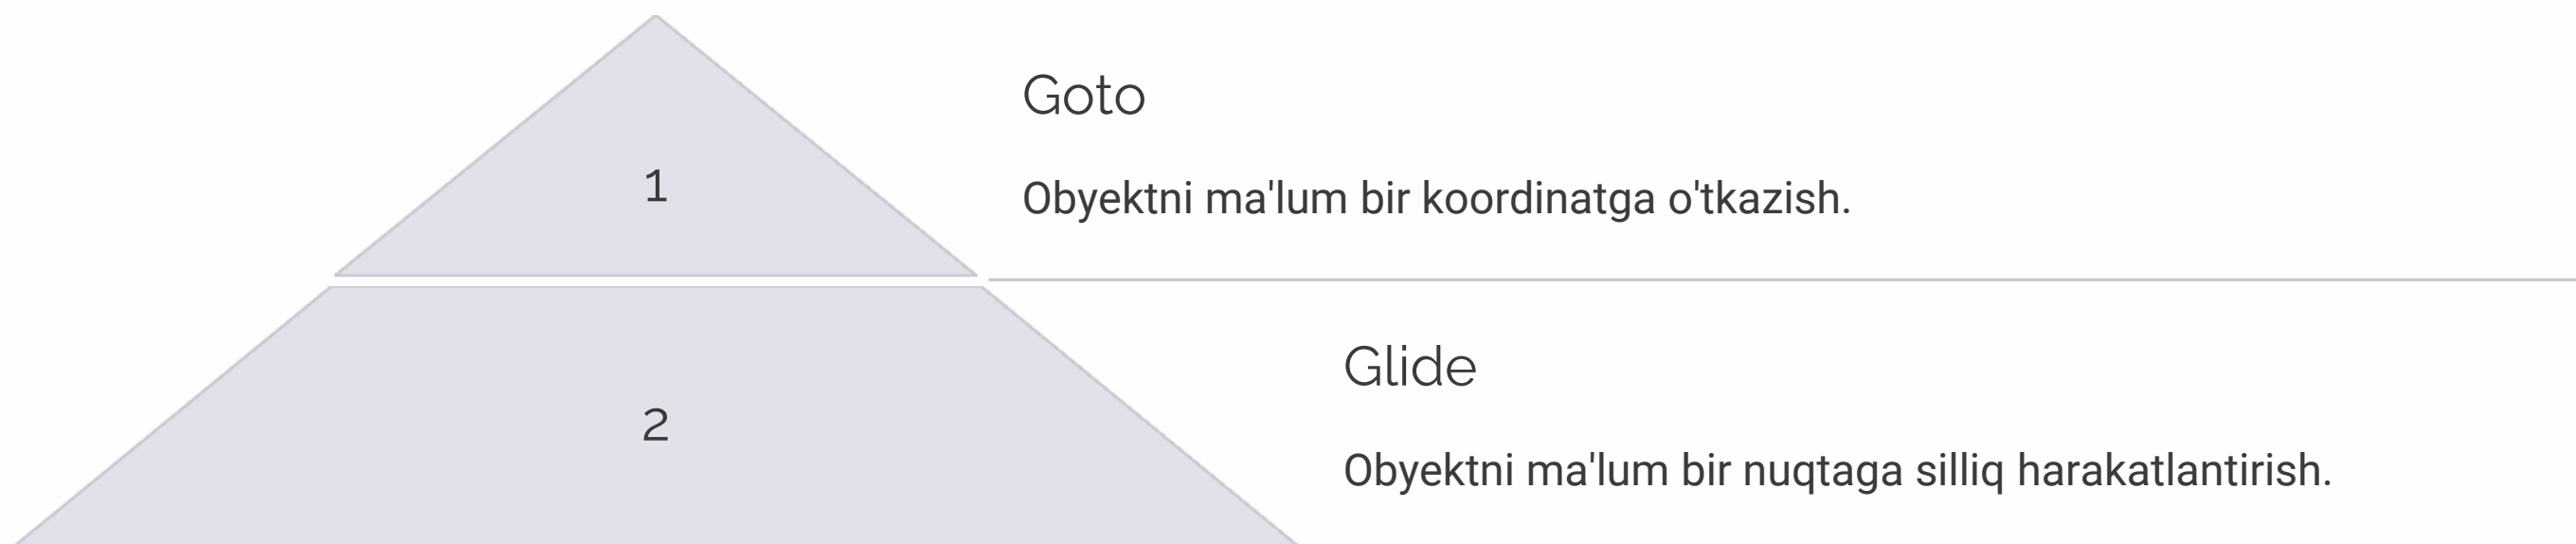 1
Goto
Obyektni ma'lum bir koordinatga o'tkazish.
2
Glide
Obyektni ma'lum bir nuqtaga silliq harakatlantirish.